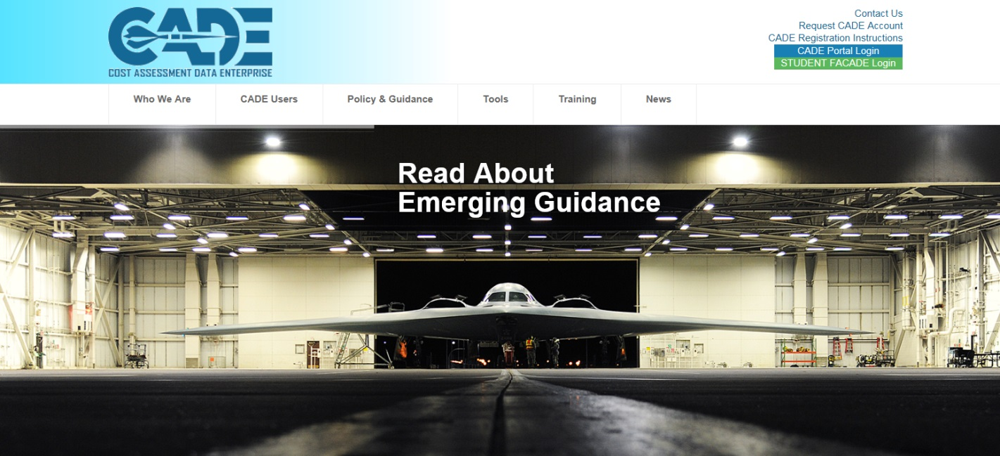 CADE
COST ASSESSMENT DATA ENTERPRISE
Contact Us
Request CADE Account
CADE Registration Instructions
CADE Portal Login
STUDENT FACADE Login
Who We Are
CADE Users
Policy & Guidance
Tools
Training
News
Read About
Emerging Guidance